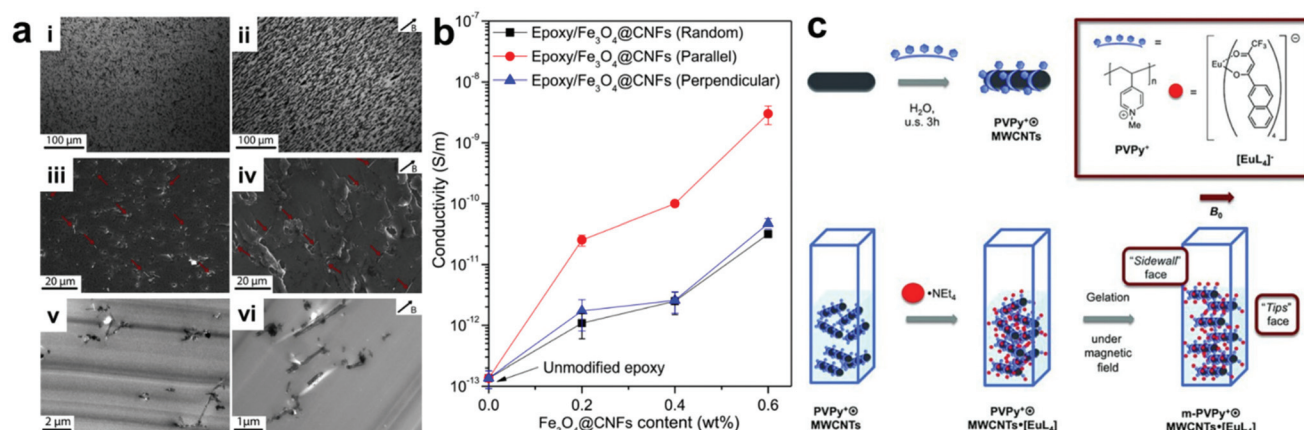 a
i
100 μm
ii
B
100 μm
iii
20 μm
iv
B
20 μm
v
2 μm
vi
B
1μm
b
Conductivity (S/m)
10⁻⁷
10⁻⁸
10⁻⁹
10⁻¹⁰
10⁻¹¹
10⁻¹²
10⁻¹³
Epoxy/Fe₃O₄@CNFs (Random)
Epoxy/Fe₃O₄@CNFs (Parallel)
Epoxy/Fe₃O₄@CNFs (Perpendicular)
Unmodified epoxy
0.0
0.2
0.4
0.6
Fe₃O₄@CNFs content (wt%)
c
H₂O,
u.s. 3h
PVPy⁺⊙
MWCNTs
=
n
N
⊕
Me
PVPy⁺
=
Eu
O
O
CF₃
4
⊖
[EuL₄]⁻
B₀
•NEt₄
Gelation
under
magnetic
field
"Sidewall"
face
"Tips"
face
PVPy⁺⊙
MWCNTs
PVPy⁺⊙
MWCNTs•[EuL₄]
m-PVPy⁺⊙
MWCNTs•[EuL₄]